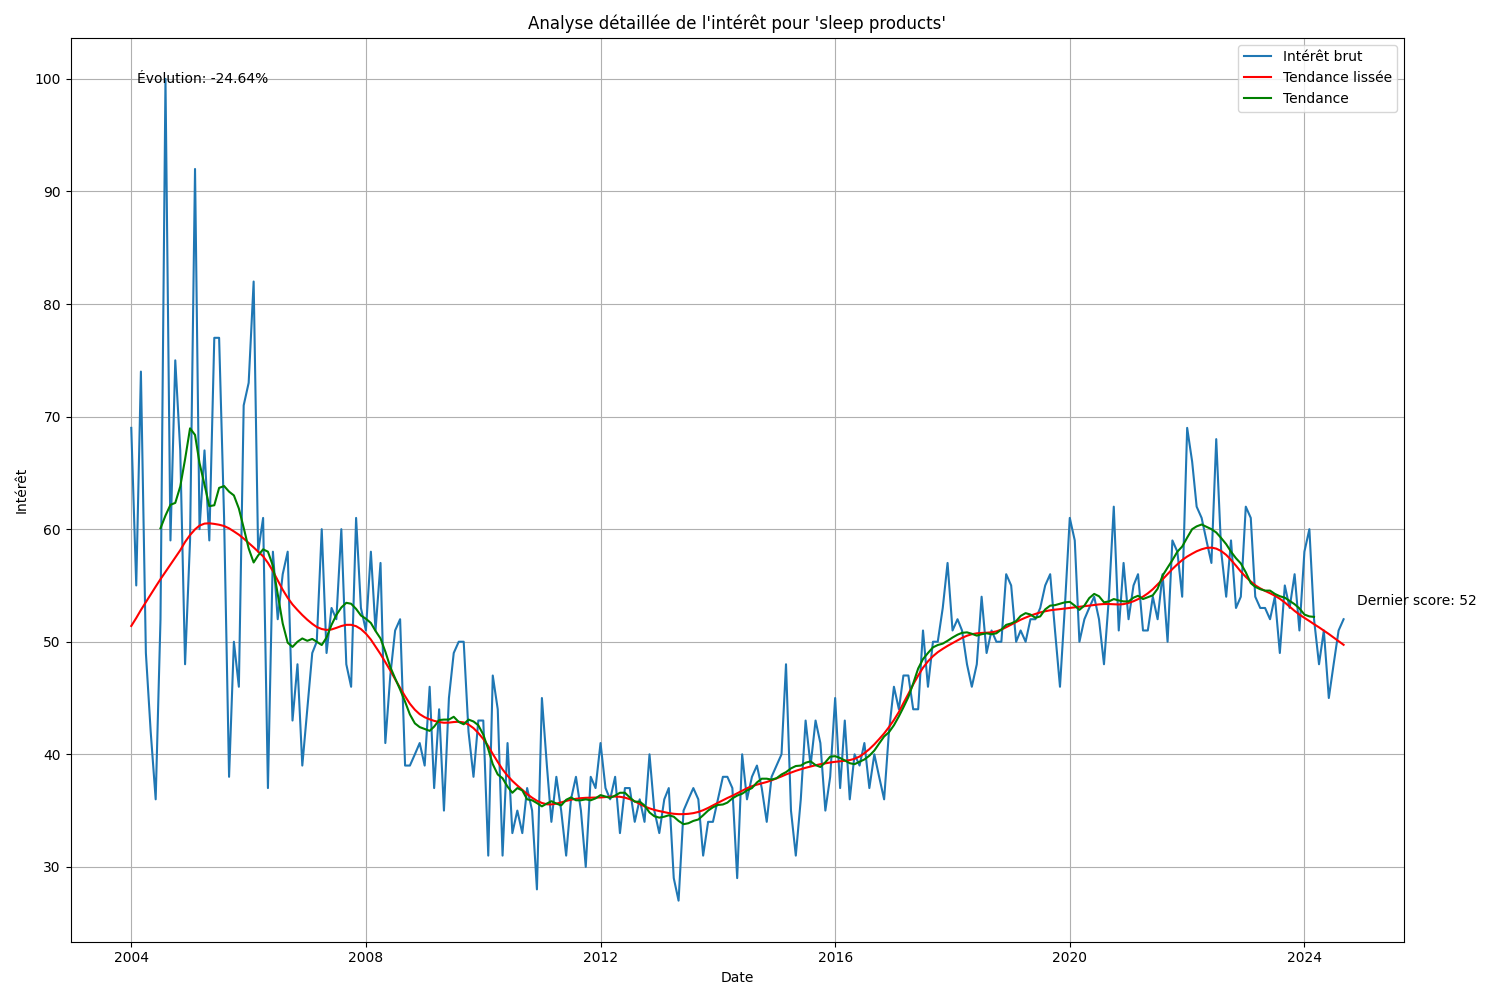 Analyse détaillée de l'intérêt pour 'sleep products'
Évolution: -24.64%
Intérêt brut
Tendance lissée
Tendance
100
90
80
70
60
50
40
30
Intérêt
Dernier score: 52
2004
2008
2012
2016
2020
2024
Date